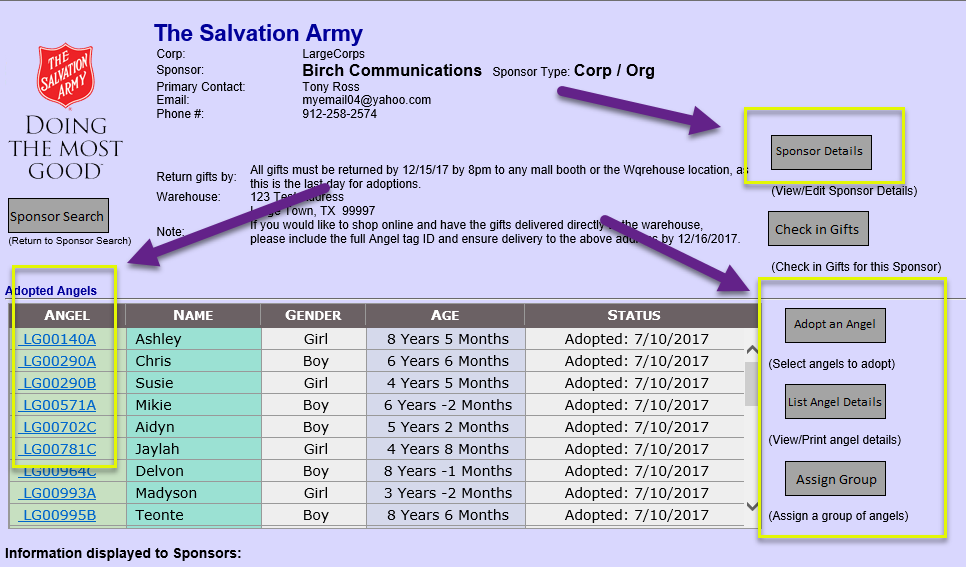 The Salvation Army
THE
SALVATION
ARMY
DOING
THE MOST
GOOD
Corp: LargeCorps
Sponsor: Birch Communications Sponsor Type: Corp / Org
Primary Contact: Tony Ross
Email: myemail04@yahoo.com
Phone #: 912-258-2574
Sponsor Details
(View/Edit Sponsor Details)
Return gifts by: All gifts must be returned by 12/15/17 by 8pm to any mall booth or the Wqrehouse location, as
this is the last day for adoptions.
Warehouse: 123 Test Address
Large Town, TX 99997
Note: If you would like to shop online and have the gifts delivered directly to the warehouse,
please include the full Angel tag ID and ensure delivery to the above address by 12/16/2017.
Sponsor Search
(Return to Sponsor Search)
Check in Gifts
(Check in Gifts for this Sponsor)
Adopted Angels
ANGEL NAME GENDER AGE STATUS
LG00140A Ashley Girl 8 Years 5 Months Adopted: 7/10/2017
LG00290A Chris Boy 6 Years 6 Months Adopted: 7/10/2017
LG00290B Susie Girl 4 Years 5 Months Adopted: 7/10/2017
LG00571A Mikie Boy 6 Years -2 Months Adopted: 7/10/2017
LG00702C Aidyn Boy 5 Years 2 Months Adopted: 7/10/2017
LG00781C Jaylah Girl 4 Years 8 Months Adopted: 7/10/2017
LG00964C Delvon Boy 8 Years -1 Months Adopted: 7/10/2017
LG00993A Madyson Girl 3 Years -2 Months Adopted: 7/10/2017
LG00995B Teonte Boy 8 Years 6 Months Adopted: 7/10/2017
Adopt an Angel
(Select angels to adopt)
List Angel Details
(View/Print angel details)
Assign Group
(Assign a group of angels)
Information displayed to Sponsors: